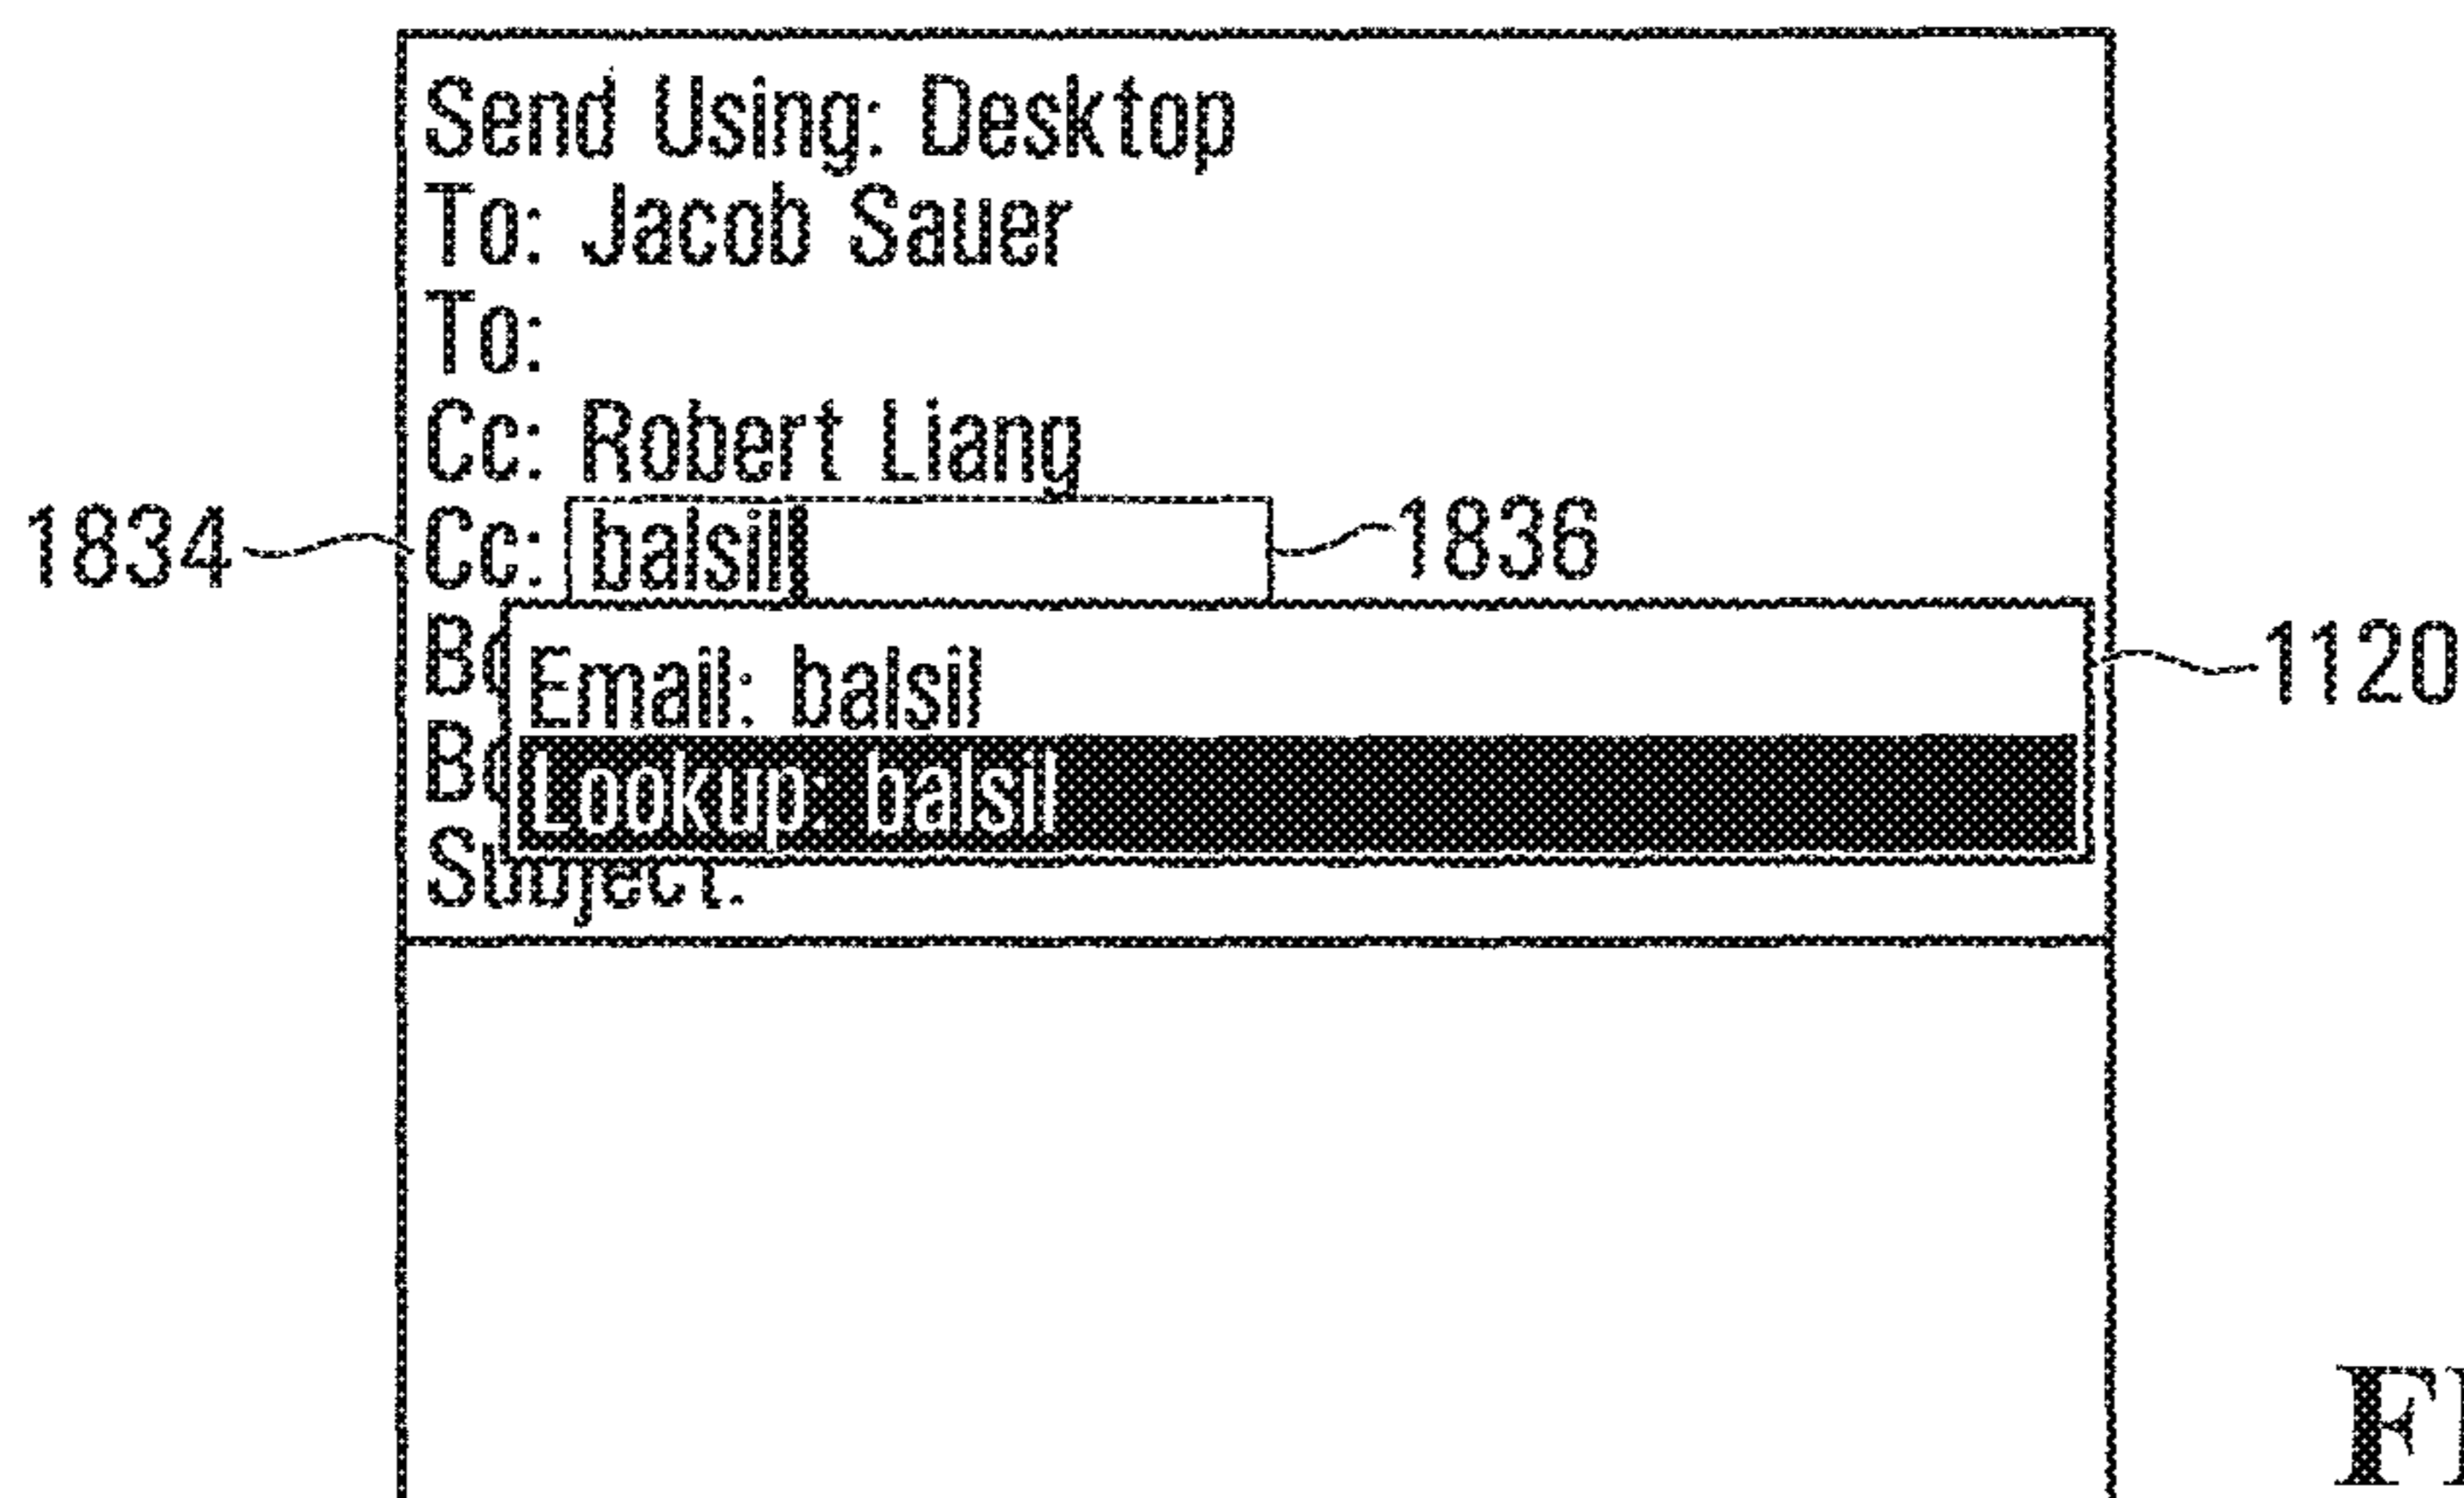 Send Using: Desktop
To: Jacob Sauer
To:
Cc: Robert Liang
1834 Cc: balsil 1836
Email: balsil 1120
Lookup: balsil
Subject: